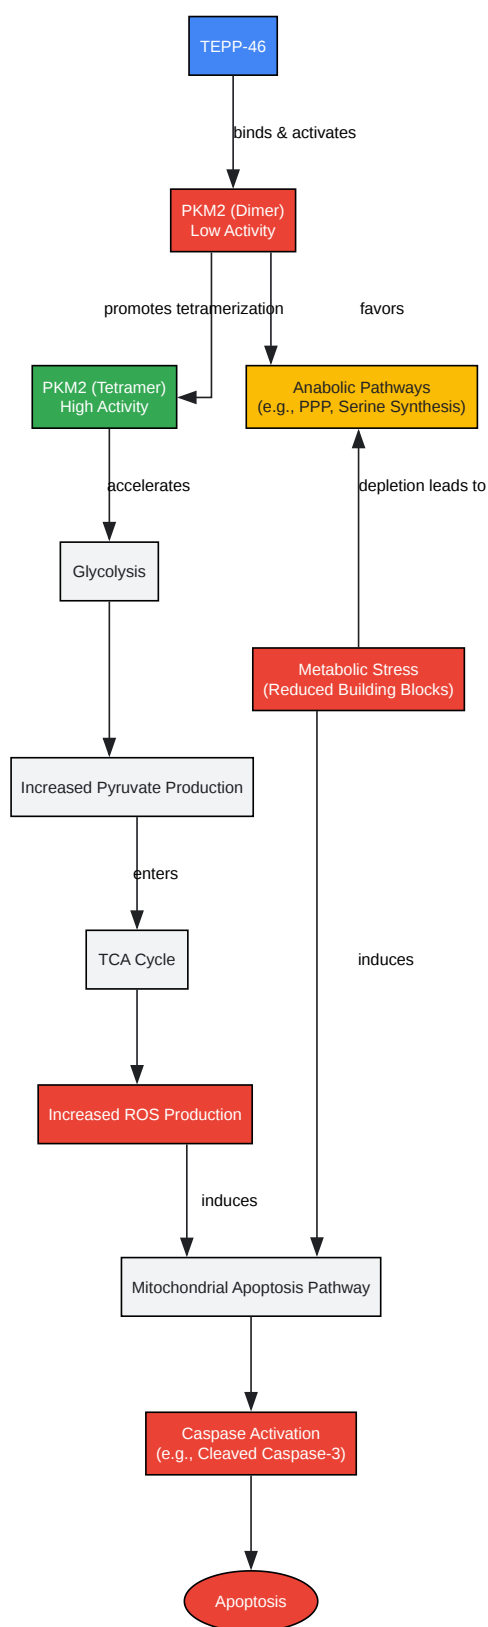 TEPP-46
binds & activates
PKM2 (Dimer)
Low Activity
promotes tetramerization
favors
PKM2 (Tetramer)
High Activity
Anabolic Pathways
(e.g., PPP, Serine Synthesis)
accelerates
depletion leads to
Glycolysis
Metabolic Stress
(Reduced Building Blocks)
Increased Pyruvate Production
enters
TCA Cycle
induces
Increased ROS Production
induces
Mitochondrial Apoptosis Pathway
Caspase Activation
(e.g., Cleaved Caspase-3)
Apoptosis